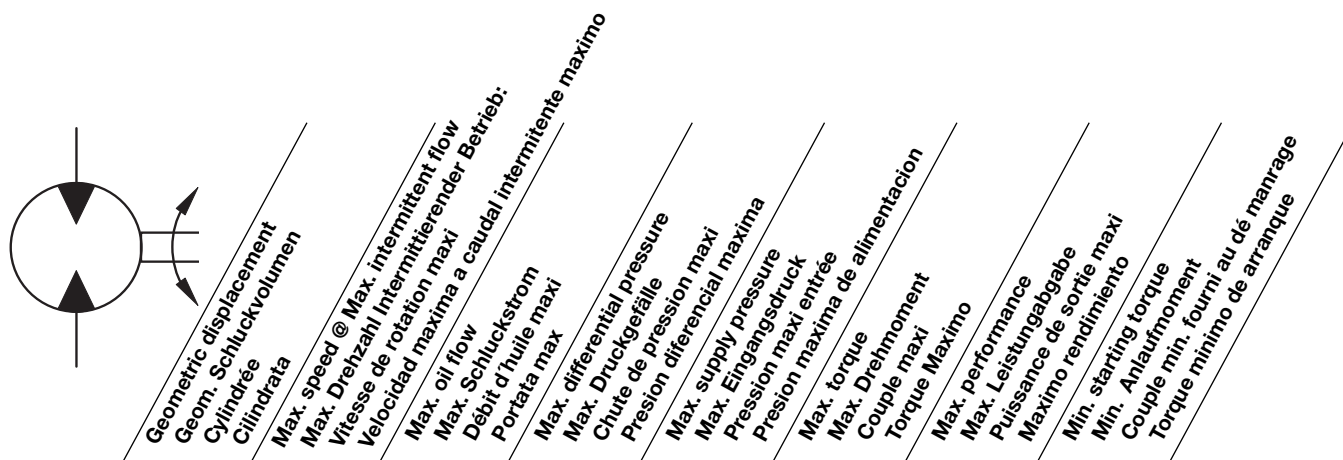 Geometric displacement
Geom. Schluckvolumen
Cylindrée
Cilindrata
Max. speed @ Max. intermittent flow
Max. Drehzahl Intermittierender Betrieb:
Vitesse de rotation maxi
Velocidad maxima a caudal intermitente maximo
Max. oil flow
Max. Schluckstrom
Débit d'huile maxi
Portata max
Max. differential pressure
Max. Druckgefälle
Chute de pression maxi
Presion diferencial maxima
Max. supply pressure
Max. Eingangsdruck
Pression maxi entrée
Presion maxima de alimentacion
Max. torque
Max. Drehmoment
Couple maxi
Torque Maximo
Max. performance
Max. Leistungabgabe
Puissance de sortie maxi
Maximo rendimiento
Min. starting torque
Min. Anlaufmoment
Couple min. fourni au dé manrage
Torque minimo de arranque